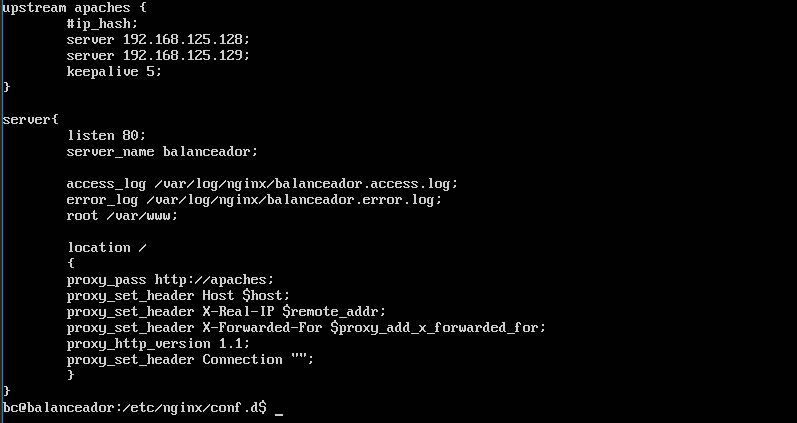 upstream apaches {
        #ip_hash;
        server 192.168.125.128;
        server 192.168.125.129;
        keepalive 5;
}

server{
        listen 80;
        server_name balanceador;

        access_log /var/log/nginx/balanceador.access.log;
        error_log /var/log/nginx/balanceador.error.log;
        root /var/www;

        location /
        {
        proxy_pass http://apaches;
        proxy_set_header Host $host;
        proxy_set_header X-Real-IP $remote_addr;
        proxy_set_header X-Forwarded-For $proxy_add_x_forwarded_for;
        proxy_http_version 1.1;
        proxy_set_header Connection "";
        }
}
bc@balanceador:/etc/nginx/conf.d$ _